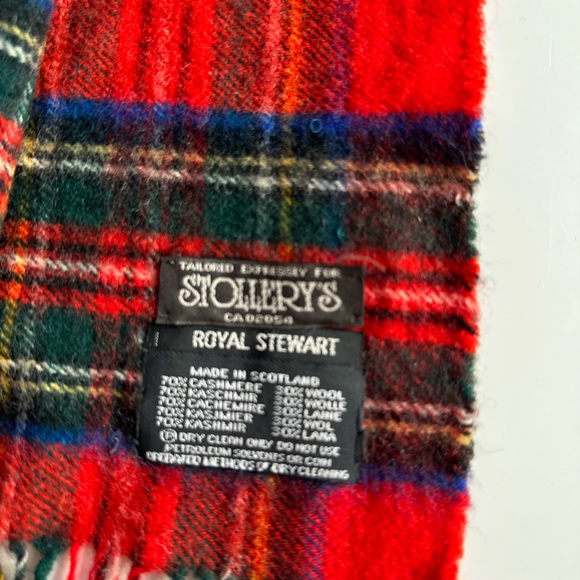 TAILORED EXPRESSLY FOR
STOLLERY'S
CA 02054
ROYAL STEWART
MADE IN SCOTLAND
70% CASHMERE 30% WOOL
70% KASCHMIR 30% WOLLE
70% CACHEMIRE 30% LAINE
70% KASJMIER 30% WOL
70% KASHMIR 30% LANA
Ⓟ DRY CLEAN ONLY DO NOT USE
PETROLEUM SOLVENTS OR COIN
OPERATED METHODS OF DRY CLEANING